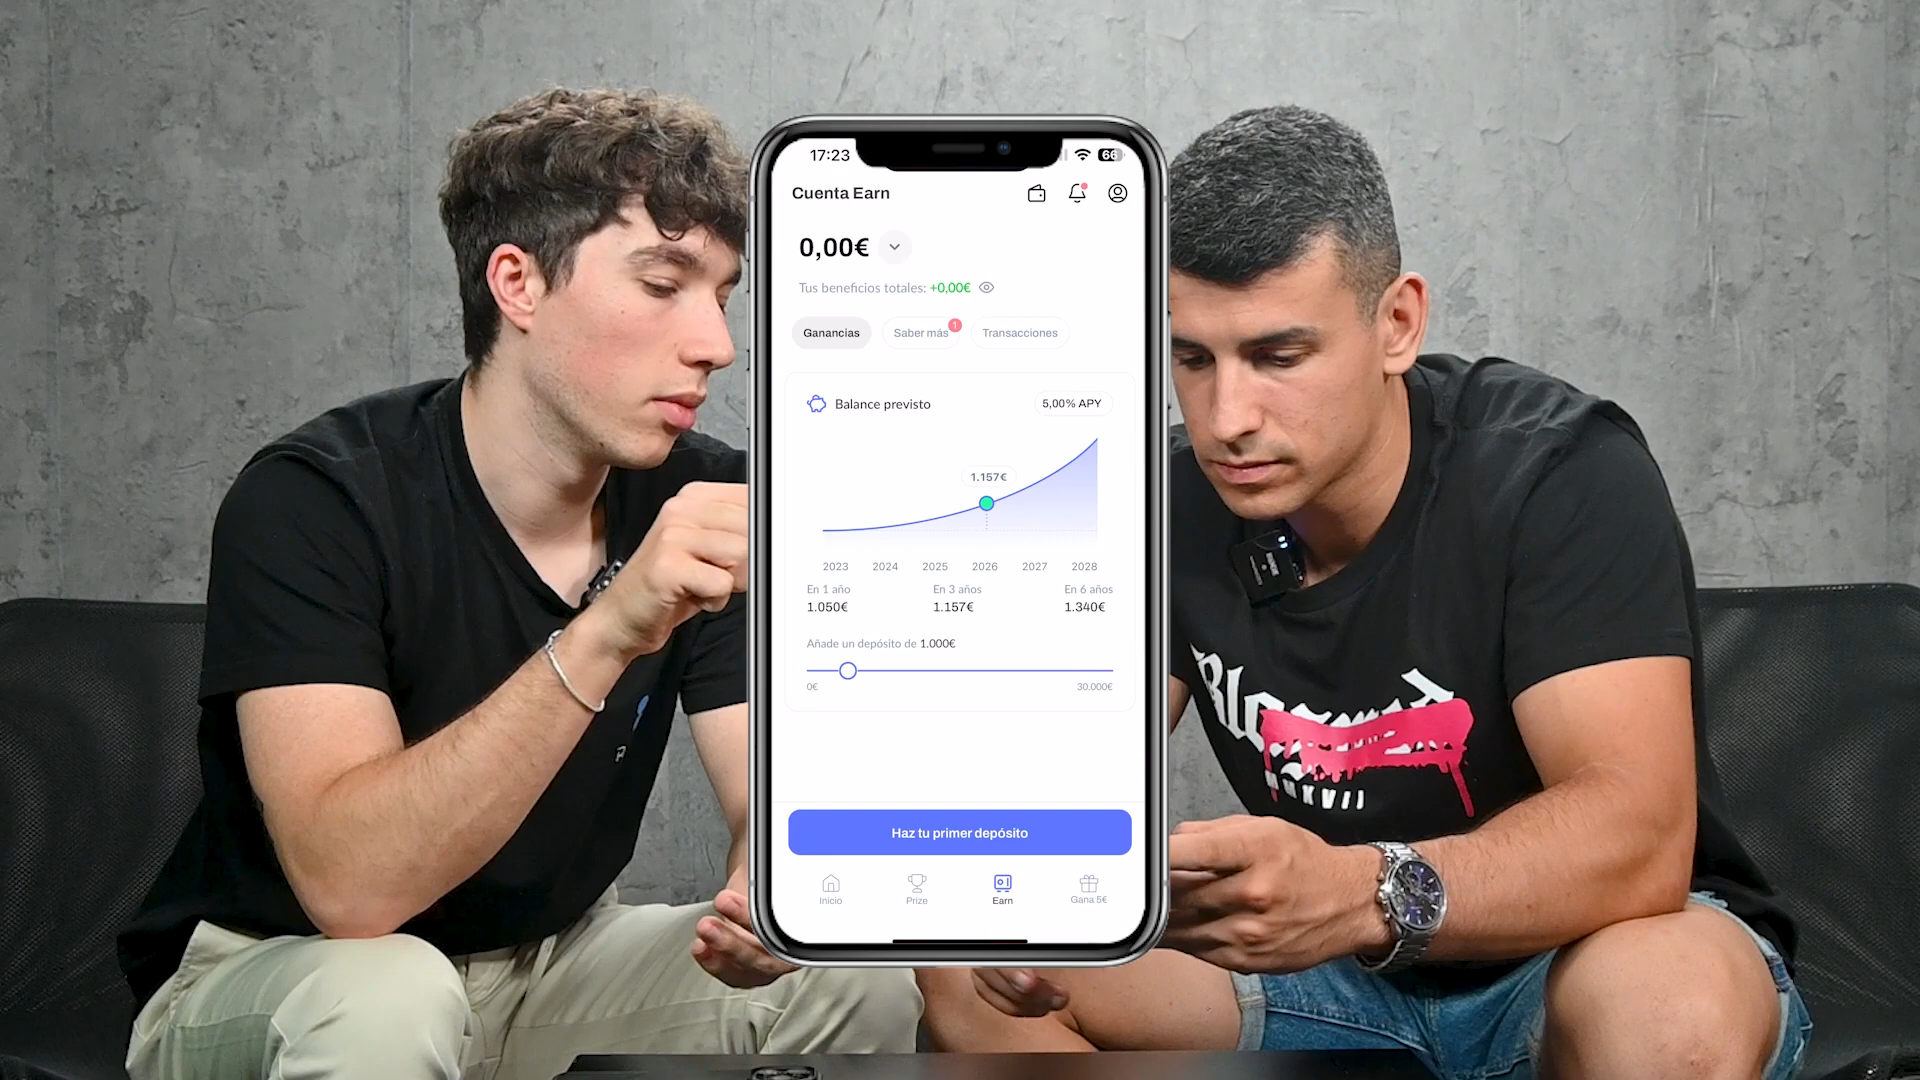 17:23
66
Cuenta Earn
0,00€
Tus beneficios totales: +0,00€
Ganancias
Saber más
1
Transacciones
Balance previsto
5,00% APY
1.157€
2023 2024 2025 2026 2027 2028
En 1 año En 3 años En 6 años
1.050€ 1.157€ 1.340€
Añade un depósito de 1.000€
0€ 30.000€
Haz tu primer depósito
Inicio Prize Earn Gana 5€